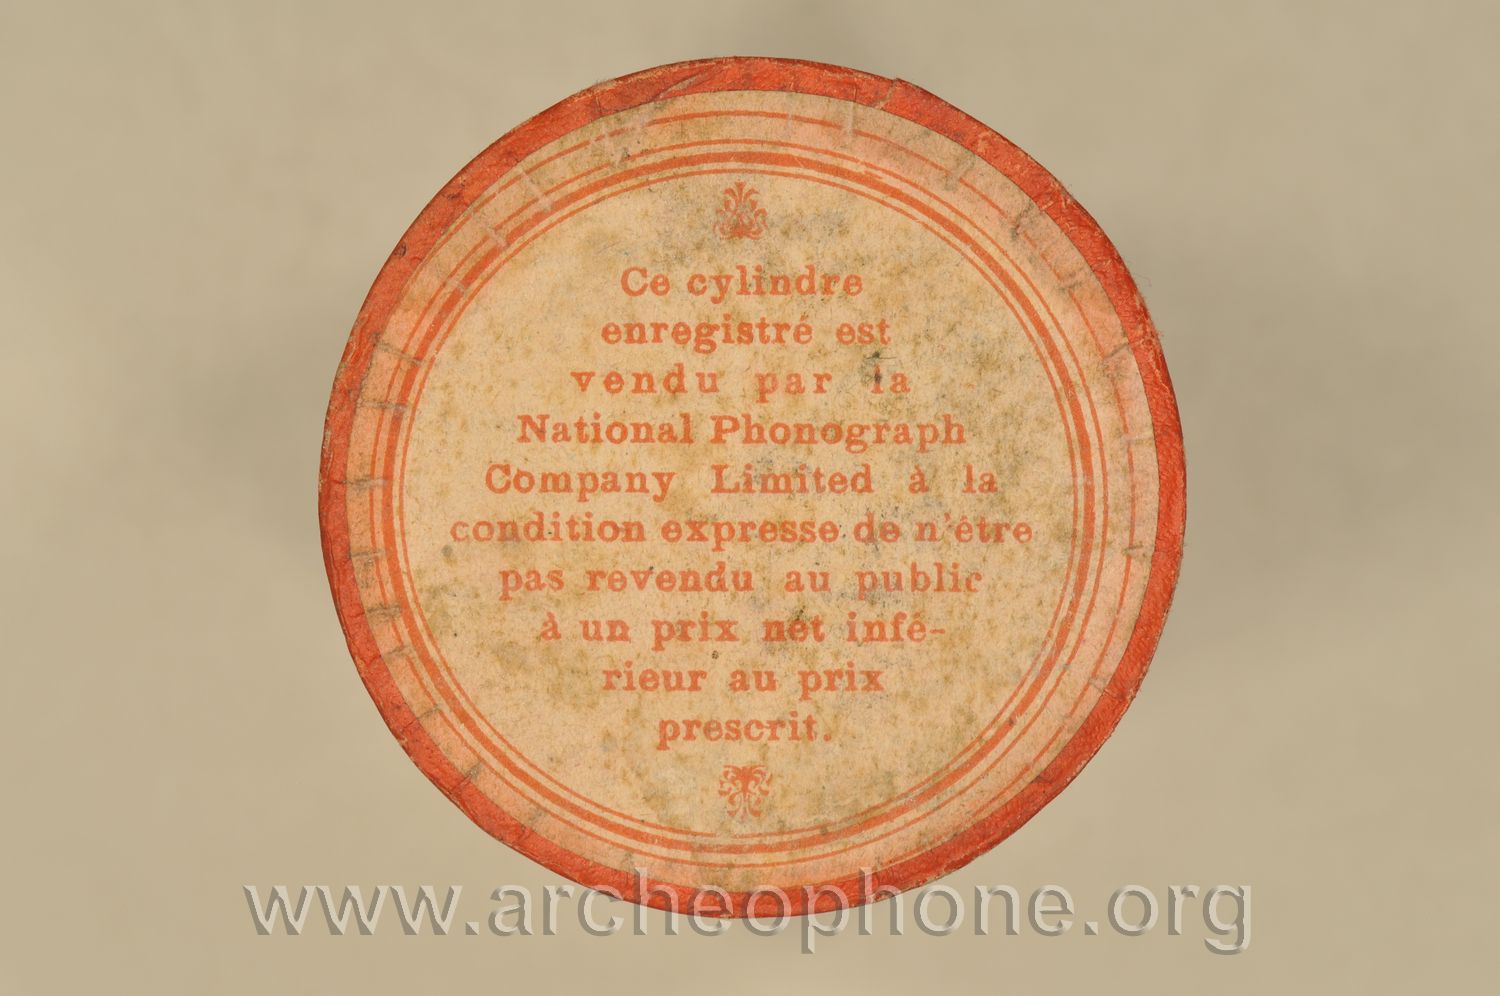 Ce cylindre
enregistré est
vendu par la
National Phonograph
Company Limited à la
condition expresse de n'être
pas revendu au public
à un prix net infé-
rieur au prix
prescrit.
www.archeophone.org